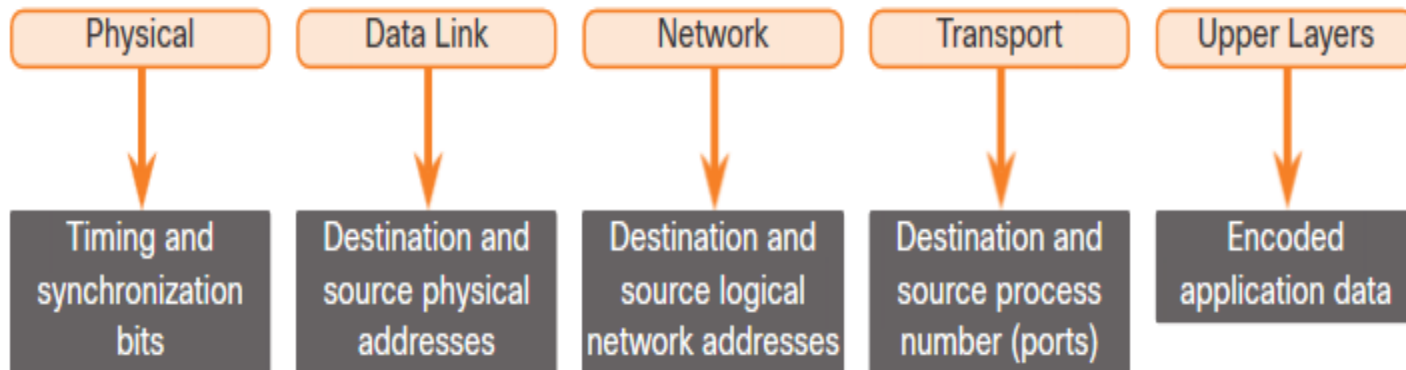 Physical
Data Link
Network
Transport
Upper Layers
Timing and
synchronization
bits
Destination and
source physical
addresses
Destination and
source logical
network addresses
Destination and
source process
number (ports)
Encoded
application data